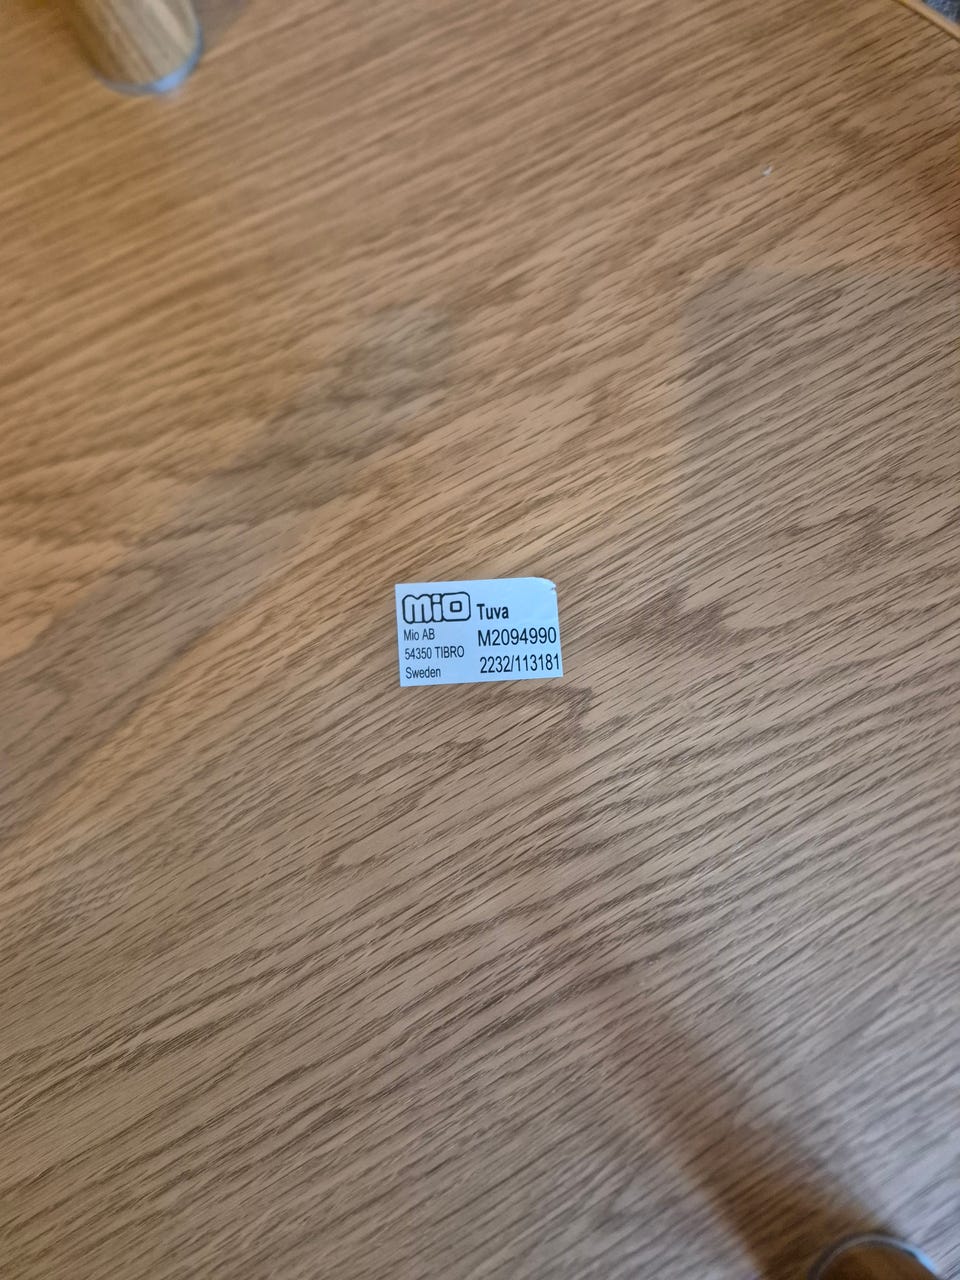 mio Tuva
Mio AB M2094990
54350 TIBRO 2232/113181
Sweden